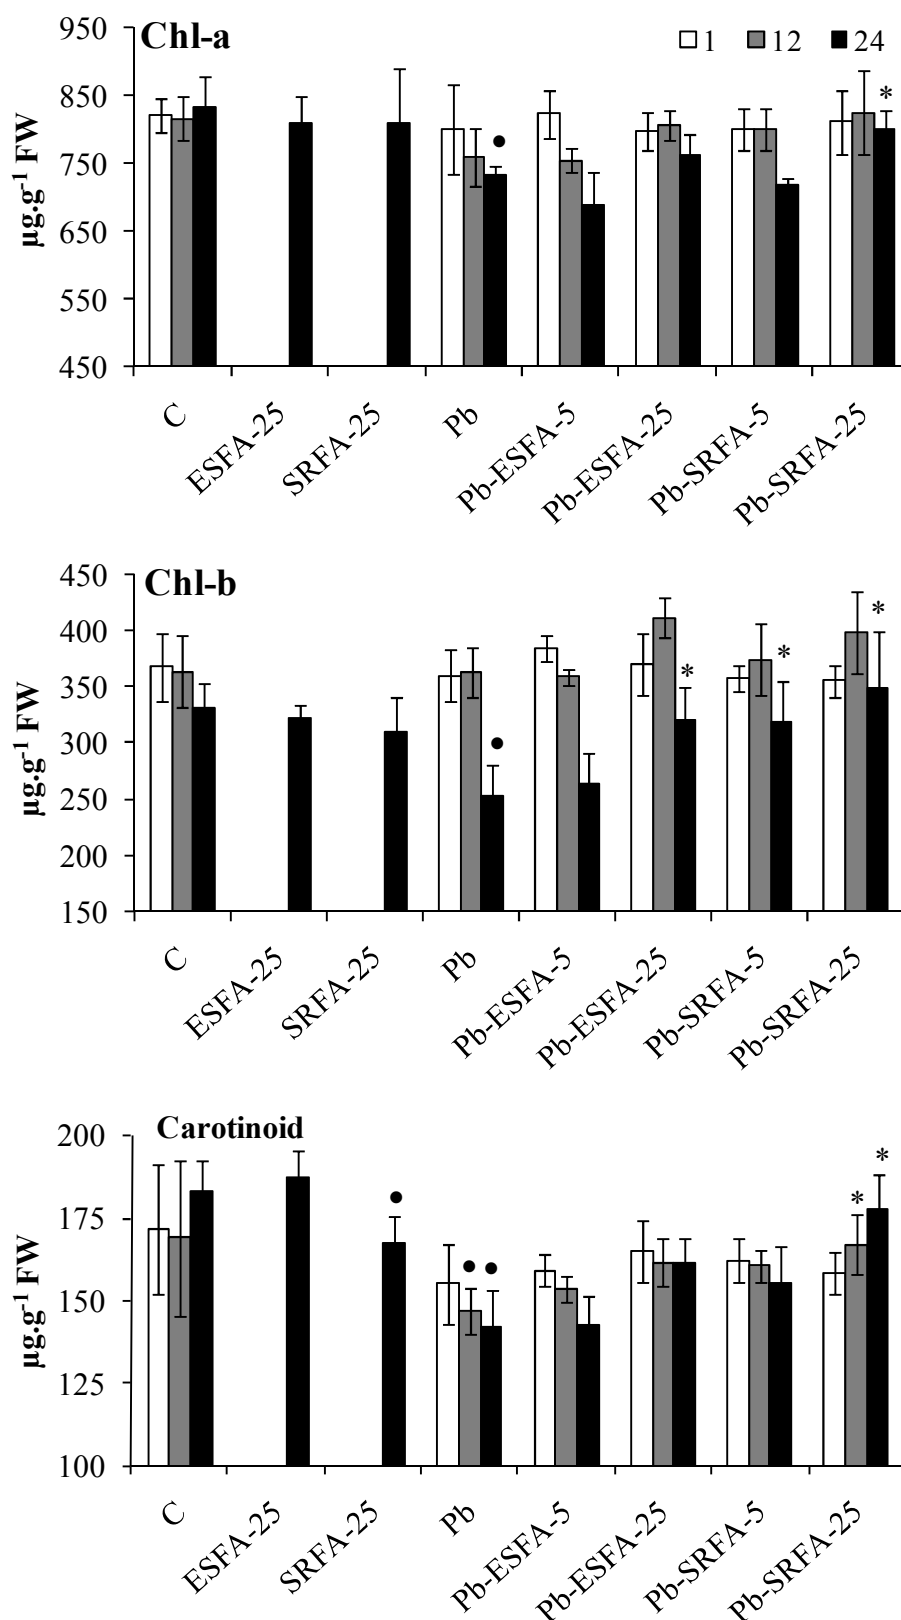 Chl-a
1 12 24
µg.g-1 FW
950
850
750
650
550
450
*
C
ESFA-25
SRFA-25
Pb
Pb-ESFA-5
Pb-ESFA-25
Pb-SRFA-5
Pb-SRFA-25
Chl-b
µg.g-1 FW
450
400
350
300
250
200
150
* * *
C
ESFA-25
SRFA-25
Pb
Pb-ESFA-5
Pb-ESFA-25
Pb-SRFA-5
Pb-SRFA-25
Carotinoid
µg.g-1 FW
200
175
150
125
100
* *
C
ESFA-25
SRFA-25
Pb
Pb-ESFA-5
Pb-ESFA-25
Pb-SRFA-5
Pb-SRFA-25